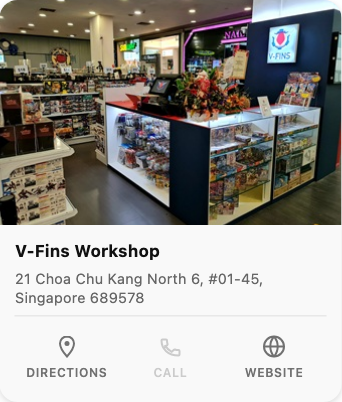 V-FINS
V-Fins Workshop
21 Choa Chu Kang North 6, #01-45,
Singapore 689578
DIRECTIONS
CALL
WEBSITE